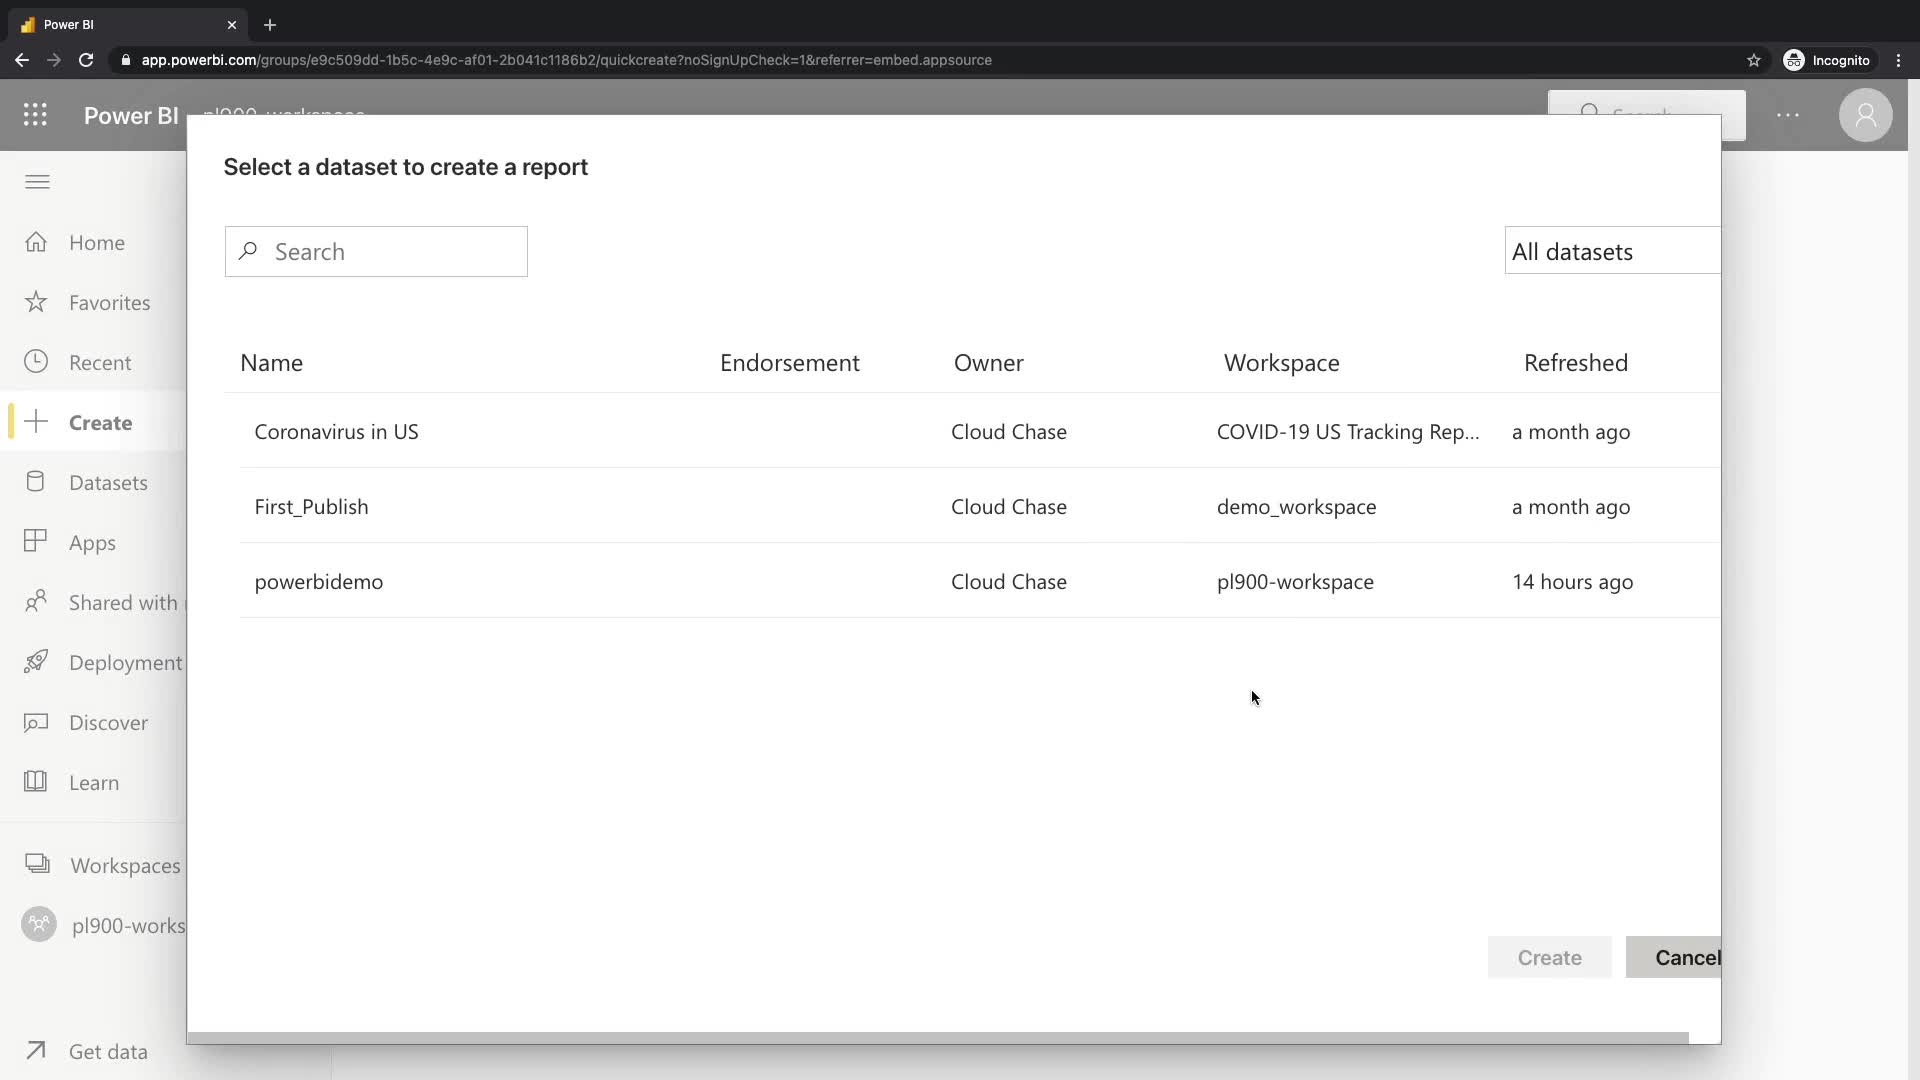 Power BI
app.powerbi.com/groups/e9c509dd-1b5c-4e9c-af01-2b041c1186b2/quickcreate?noSignUpCheck=1&referrer=embed.appsource
Incognito
Power BI pl900-workspace
Search
Select a dataset to create a report
Search
All datasets
Home
Favorites
Recent
Create
Datasets
Apps
Shared with
Deployment
Discover
Learn
Workspaces
pl900-works
Get data
Name Endorsement Owner Workspace Refreshed
Coronavirus in US Cloud Chase COVID-19 US Tracking Rep... a month ago
First_Publish Cloud Chase demo_workspace a month ago
powerbidemo Cloud Chase pl900-workspace 14 hours ago
Create Cancel